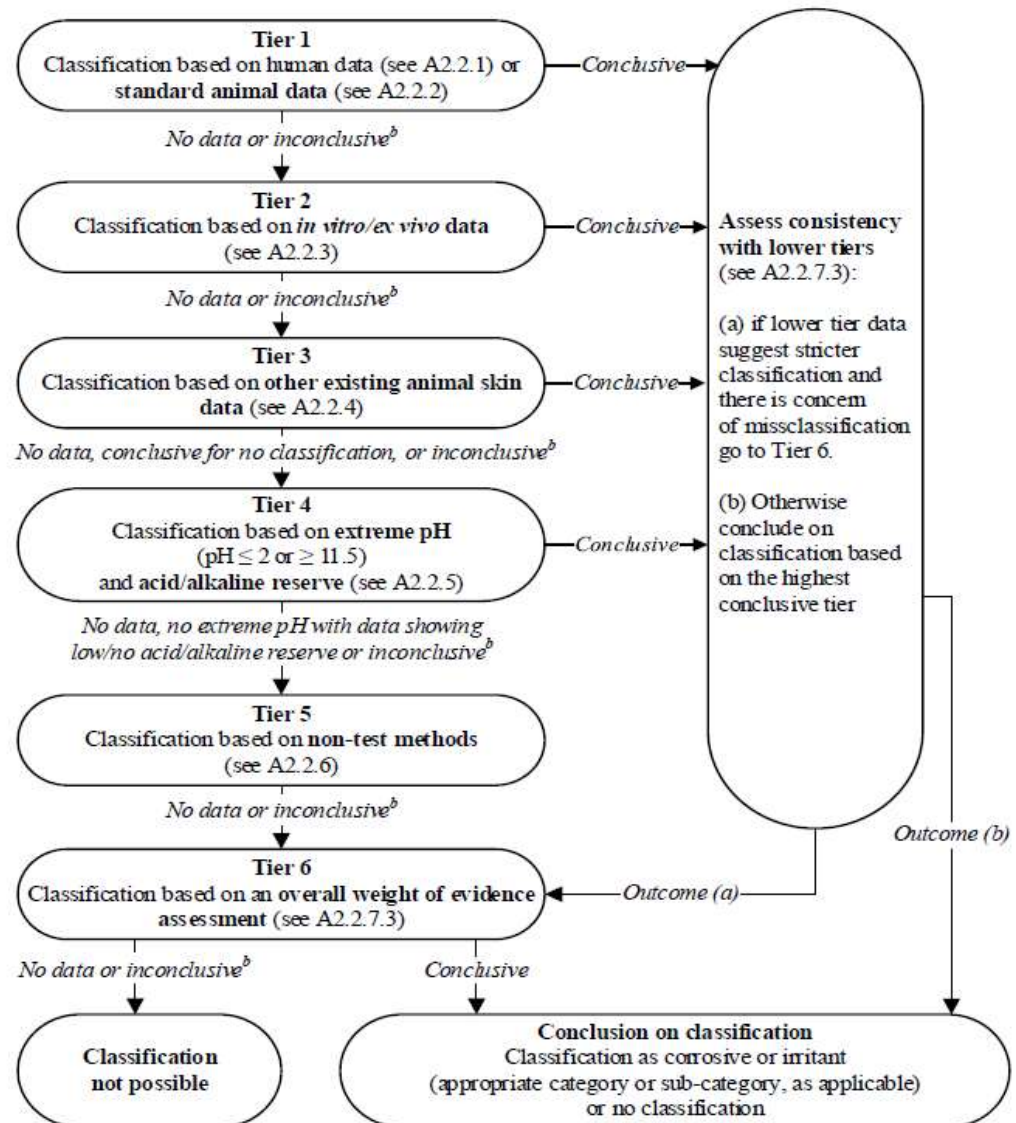 Tier 1
Classification based on human data (see A2.2.1) or
standard animal data (see A2.2.2)
Conclusive
No data or inconclusiveᵇ
Tier 2
Classification based on in vitro/ex vivo data
(see A2.2.3)
Conclusive
No data or inconclusiveᵇ
Tier 3
Classification based on other existing animal skin
data (see A2.2.4)
Conclusive
No data, conclusive for no classification, or inconclusiveᵇ
Tier 4
Classification based on extreme pH
(pH ≤ 2 or ≥ 11.5)
and acid/alkaline reserve (see A2.2.5)
Conclusive
No data, no extreme pH with data showing
low/no acid/alkaline reserve or inconclusiveᵇ
Tier 5
Classification based on non-test methods
(see A2.2.6)
No data or inconclusiveᵇ
Tier 6
Classification based on an overall weight of evidence
assessment (see A2.2.7.3)
Assess consistency
with lower tiers
(see A2.2.7.3):
(a) if lower tier data
suggest stricter
classification and
there is concern
of missclassification
go to Tier 6.
(b) Otherwise
conclude on
classification based
on the highest
conclusive tier
Outcome (a)
Outcome (b)
No data or inconclusiveᵇ
Conclusive
Classification
not possible
Conclusion on classification
Classification as corrosive or irritant
(appropriate category or sub-category, as applicable)
or no classification